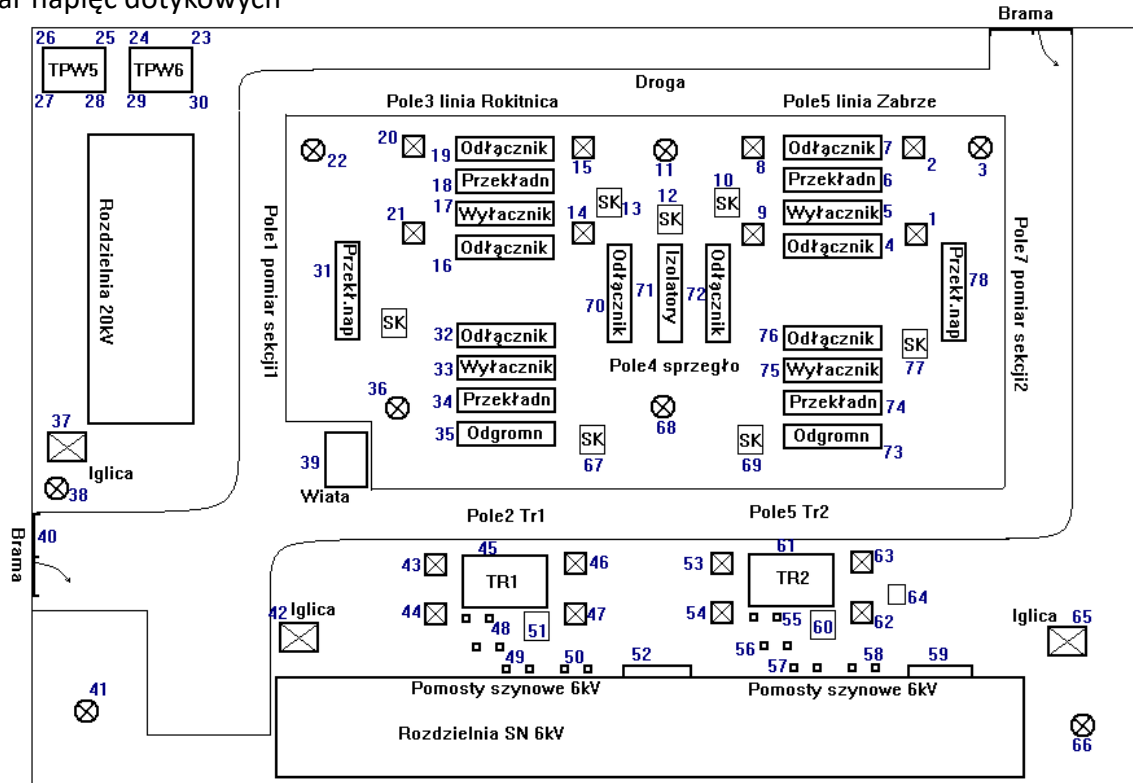 ar napięć dotykowych
Brama
26 25 24 23
TPW5 TPW6
27 28 29 30
Droga
Pole3 linia Rokitnica Pole5 linia Zabrze
22 20 19 Odłącznik 15 11 8 Odłącznik 7 2 3
18 Przekładn Przekładn 6
SK 13 12 SK 10 SK
17 Wyłacznik Wyłacznik 5
21 14 9 1
16 Odłącznik Odłącznik 4
Rozdzielnia 20kV
Pole1 pomiar sekcji1
31 Przekł.nap
70 Odłącznik
71 Izolatory
72 Odłącznik
Przekł.nap 78
Pole7 pomiar sekcji2
SK
32 Odłącznik 76 Odłącznik
SK 77
33 Wyłacznik Pole4 sprzegło 75 Wyłacznik
36 34 Przekładn 68 Przekładn 74
35 Odgromn SK 67 SK 69 Odgromn 73
37
Iglica
38
39
Wiata
Pole2 Tr1 Pole5 Tr2
40
Brama
43 45 46 53 61 63
TR1 TR2
64
42 Iglica 44 48 51 47 54 55 60 62 Iglica 65
49 50 52 56 57 58 59
41
Pomosty szynowe 6kV Pomosty szynowe 6kV
Rozdzielnia SN 6kV
66